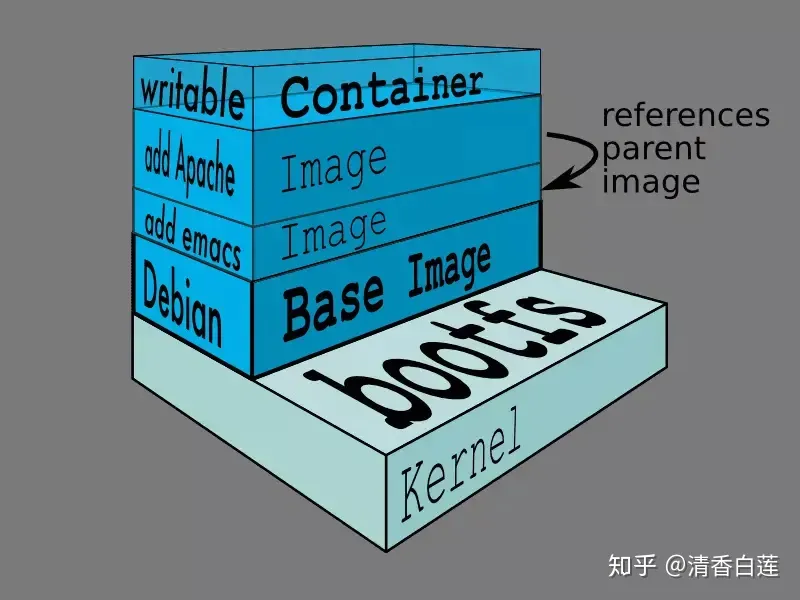 writable Container
add Apache Image
add emacs Image
Debian Base Image
references
parent
image
bootfs
Kernel
知乎 @清香白莲